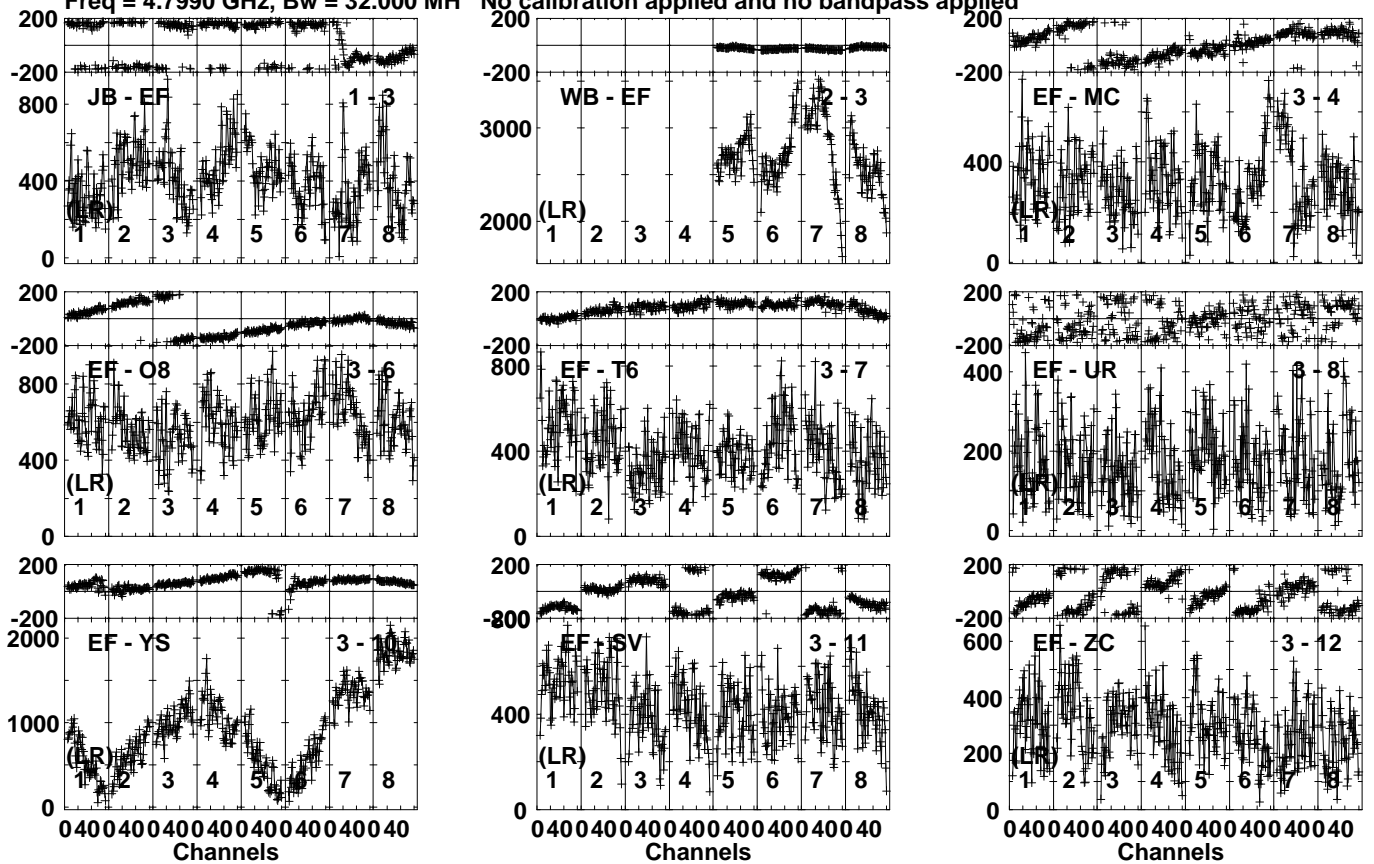 Freq = 4.7990 GHz, Bw = 32.000 MH No calibration applied and no bandpass applied
200
-200
JB - EF 1 - 3
800
400
0
(LR)
1 2 3 4 5 6 7 8
200
-200
WB - EF 2 - 3
3000
2000
(LR)
1 2 3 4 5 6 7 8
200
-200
EF - MC 3 - 4
400
0
(LR)
1 2 3 4 5 6 7 8
200
-200
EF - O8 3 - 6
800
400
0
(LR)
1 2 3 4 5 6 7 8
200
-200
EF - T6 3 - 7
800
400
0
(LR)
1 2 3 4 5 6 7 8
200
-200
EF - UR 3 - 8
400
200
0
(LR)
1 2 3 4 5 6 7 8
200
-200
EF - YS 3 - 10
2000
1000
0
(LR)
1 2 3 4 5 6 7 8
0 40 0 40 0 40 0 40 0 40 0 40 0 40 0 40
Channels
200
-200
800
EF - SV 3 - 11
400
0
(LR)
1 2 3 4 5 6 7 8
0 40 0 40 0 40 0 40 0 40 0 40 0 40 0 40
Channels
200
-200
EF - ZC 3 - 12
600
400
200
0
(LR)
1 2 3 4 5 6 7 8
0 40 0 40 0 40 0 40 0 40 0 40 0 40 0 40
Channels